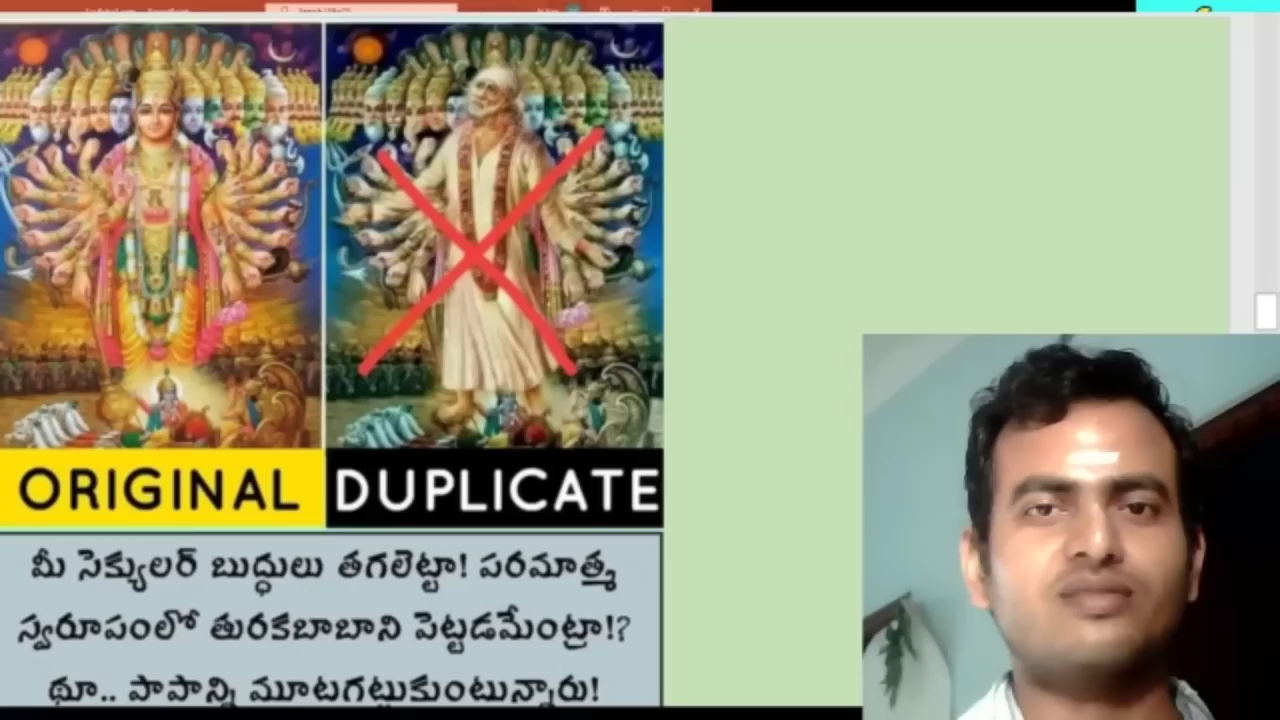 ORIGINAL
DUPLICATE
మీ సెక్యులర్ బుద్ధులు తగలెట్టా! పరమాత్మ
స్వరూపంలో తురకబాబాని పెట్టడమేంట్రా!?
థూ.. పాపాన్ని మూటగట్టుకుంటున్నారు!